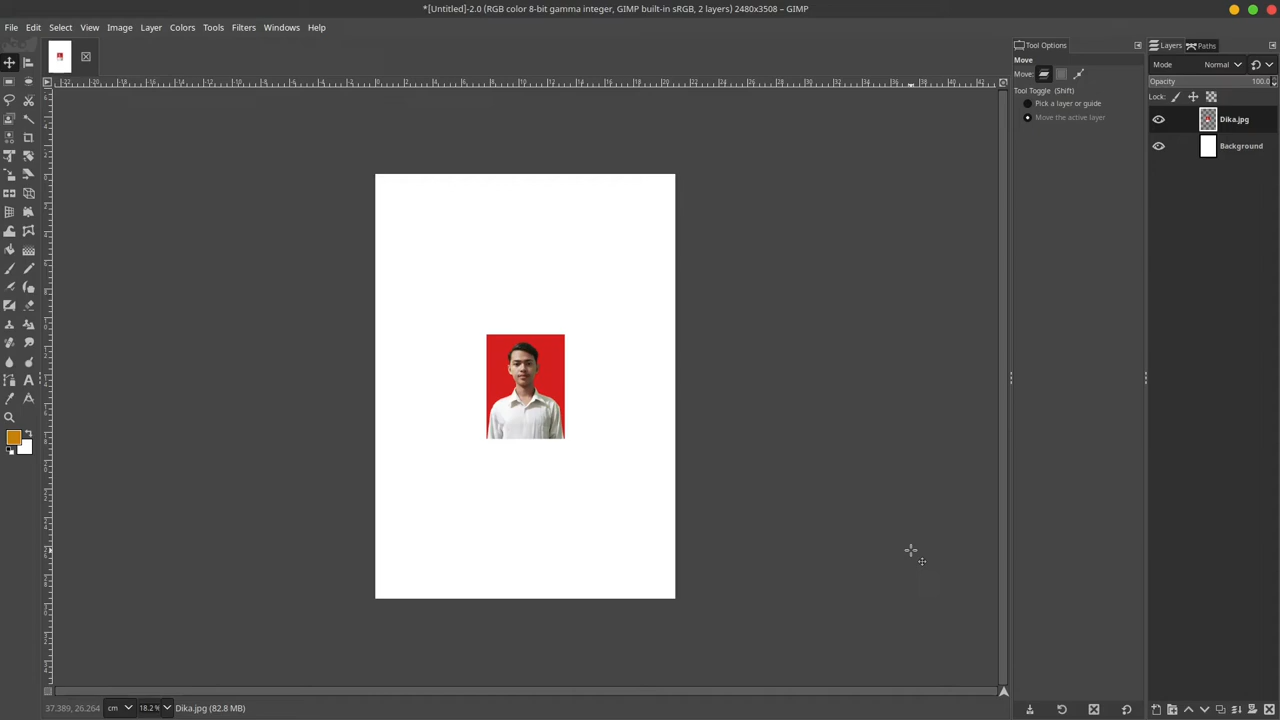 *[Untitled]-2.0 (RGB color 8-bit gamma integer, GIMP built-in sRGB, 2 layers) 2480x3508 – GIMP
File Edit Select View Image Layer Colors Tools Filters Windows Help
Tool Options
Layers Paths
Move
Mode Normal
Move:
Opacity 100.0
Tool Toggle (Shift)
Lock:
Pick a layer or guide
Move the active layer
Dika.jpg
Background
37.389, 26.264 cm 18.2% Dika.jpg (82.8 MB)